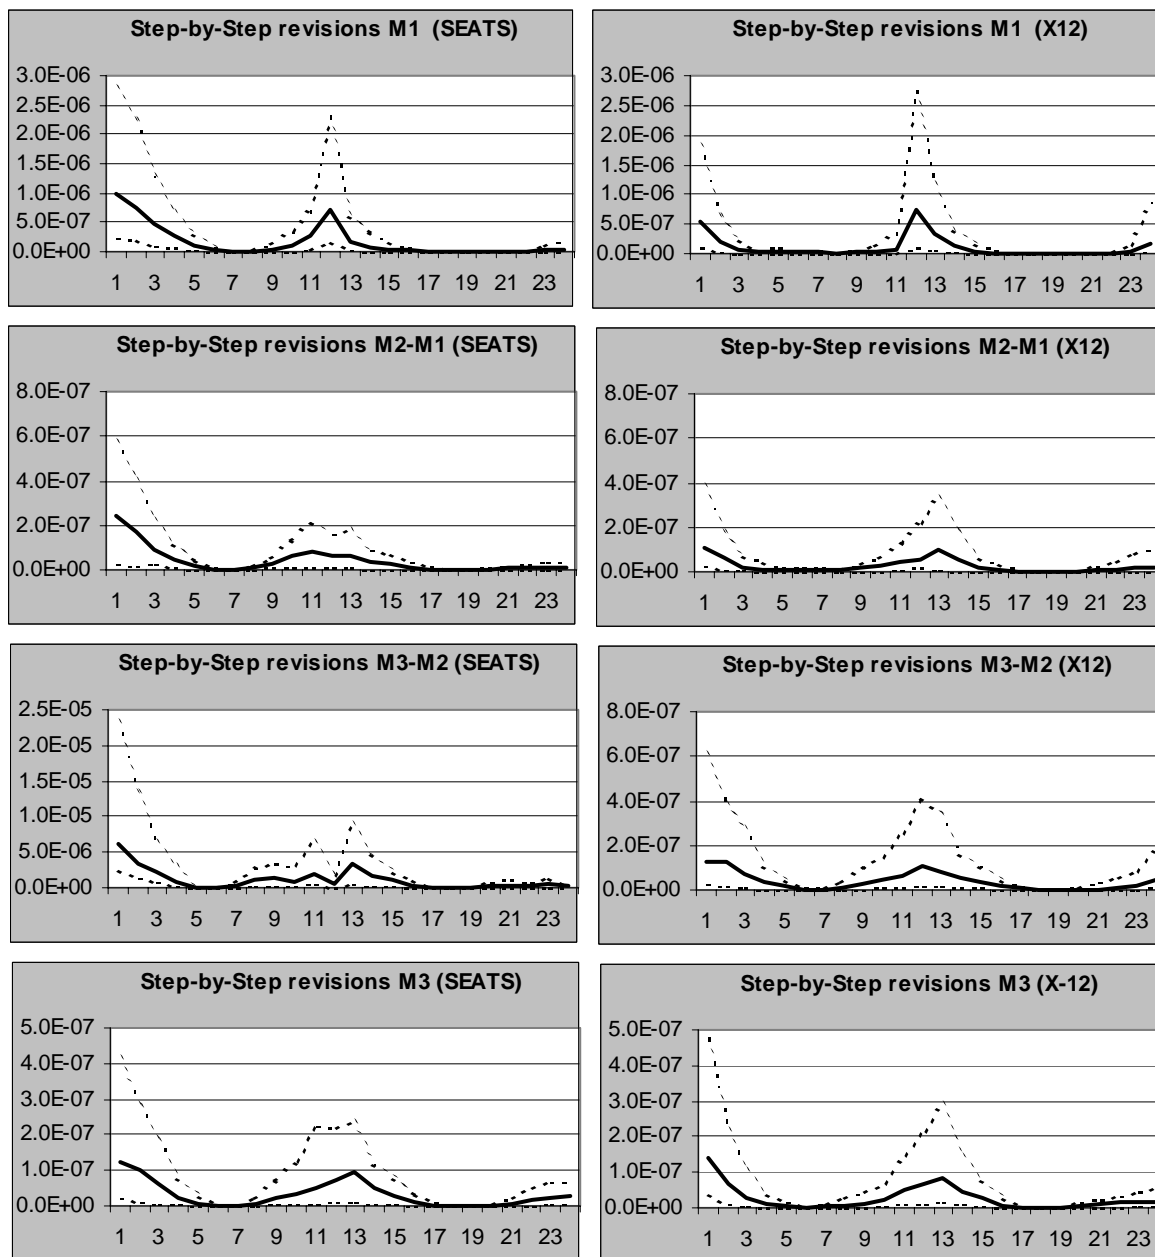 Step-by-Step revisions M1 (SEATS)
3.0E-06
2.5E-06
2.0E-06
1.5E-06
1.0E-06
5.0E-07
0.0E+00
1 3 5 7 9 11 13 15 17 19 21 23
Step-by-Step revisions M1 (X12)
3.0E-06
2.5E-06
2.0E-06
1.5E-06
1.0E-06
5.0E-07
0.0E+00
1 3 5 7 9 11 13 15 17 19 21 23
Step-by-Step revisions M2-M1 (SEATS)
8.0E-07
6.0E-07
4.0E-07
2.0E-07
0.0E+00
1 3 5 7 9 11 13 15 17 19 21 23
Step-by-Step revisions M2-M1 (X12)
8.0E-07
6.0E-07
4.0E-07
2.0E-07
0.0E+00
1 3 5 7 9 11 13 15 17 19 21 23
Step-by-Step revisions M3-M2 (SEATS)
2.5E-05
2.0E-05
1.5E-05
1.0E-05
5.0E-06
0.0E+00
1 3 5 7 9 11 13 15 17 19 21 23
Step-by-Step revisions M3-M2 (X12)
8.0E-07
6.0E-07
4.0E-07
2.0E-07
0.0E+00
1 3 5 7 9 11 13 15 17 19 21 23
Step-by-Step revisions M3 (SEATS)
5.0E-07
4.0E-07
3.0E-07
2.0E-07
1.0E-07
0.0E+00
1 3 5 7 9 11 13 15 17 19 21 23
Step-by-Step revisions M3 (X-12)
5.0E-07
4.0E-07
3.0E-07
2.0E-07
1.0E-07
0.0E+00
1 3 5 7 9 11 13 15 17 19 21 23